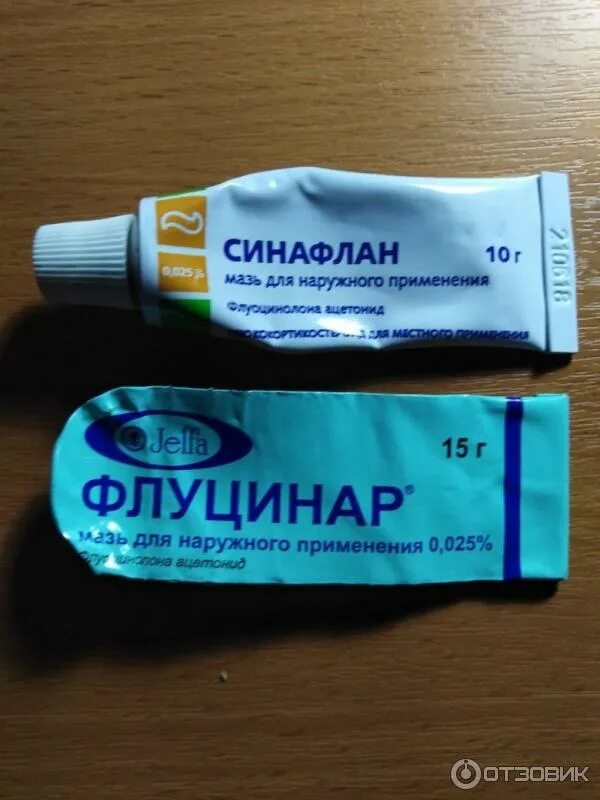 СИНАФЛАН 10 г
мазь для наружного применения
0,025 %
Флуоцинолона ацетонид
для местного применения
210618
Jelfa
15 г
ФЛУЦИНАР®
мазь для наружного применения 0,025%
ацетонид
ОТЗОВИК